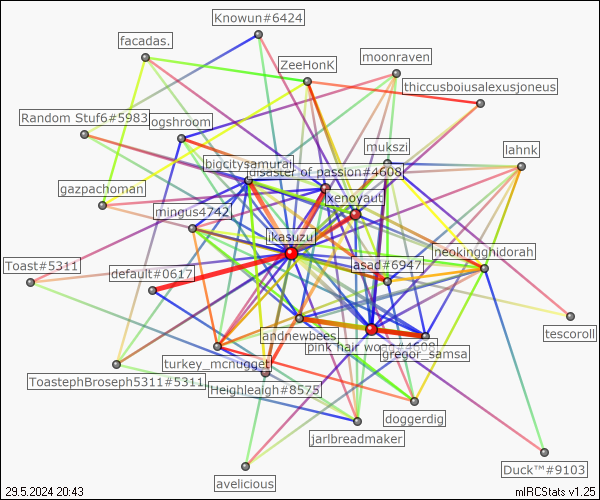 Knowun#6424
facadas.
ZeeHonK
moonraven
thiccusboiusalexusjoneus
Random Stuf6#5983
ogshroom
mukszi
lahnk
bigcitysamurai
disaster of passion#4608
gazpachoman
xenoyaut
mingus4742
ikasuzu
neokingghidorah
Toast#5311
default#0617
asad#6947
tescoroll
andnewbees
pink hair wong#4608
gregor_samsa
turkey_mcnugget
ToastephBroseph5311#5311
Heighleaigh#8575
doggerdig
jarlbreadmaker
Duck™#9103
avelicious
29.5.2024 20:43
mIRCStats v1.25